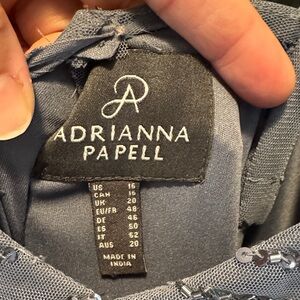 ADRIANNA
PAPELL
US 16
CAN 16
UK 20
EU/FR 48
DE 46
ES 50
IT 52
AUS 20
MADE IN
INDIA